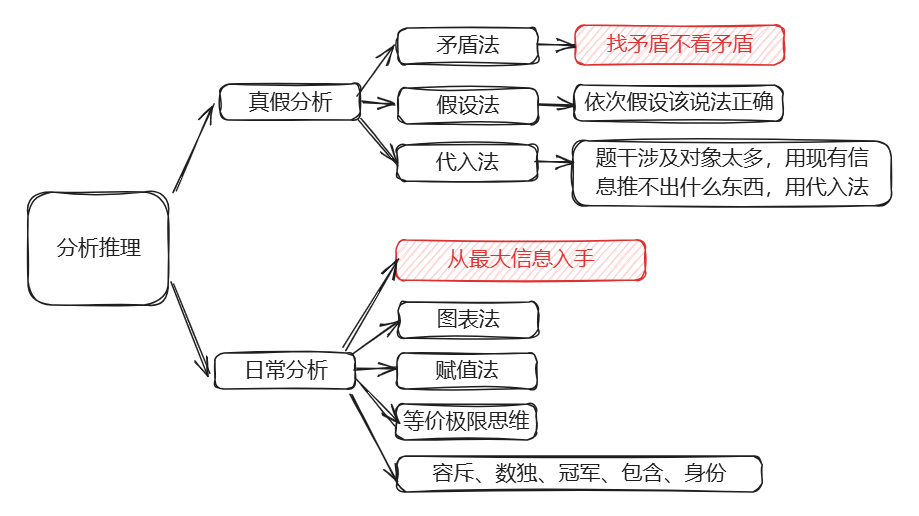 分析推理
真假分析
矛盾法
找矛盾不看矛盾
假设法
依次假设该说法正确
代入法
题干涉及对象太多，用现有信
息推不出什么东西，用代入法
日常分析
从最大信息入手
图表法
赋值法
等价极限思维
容斥、数独、冠军、包含、身份